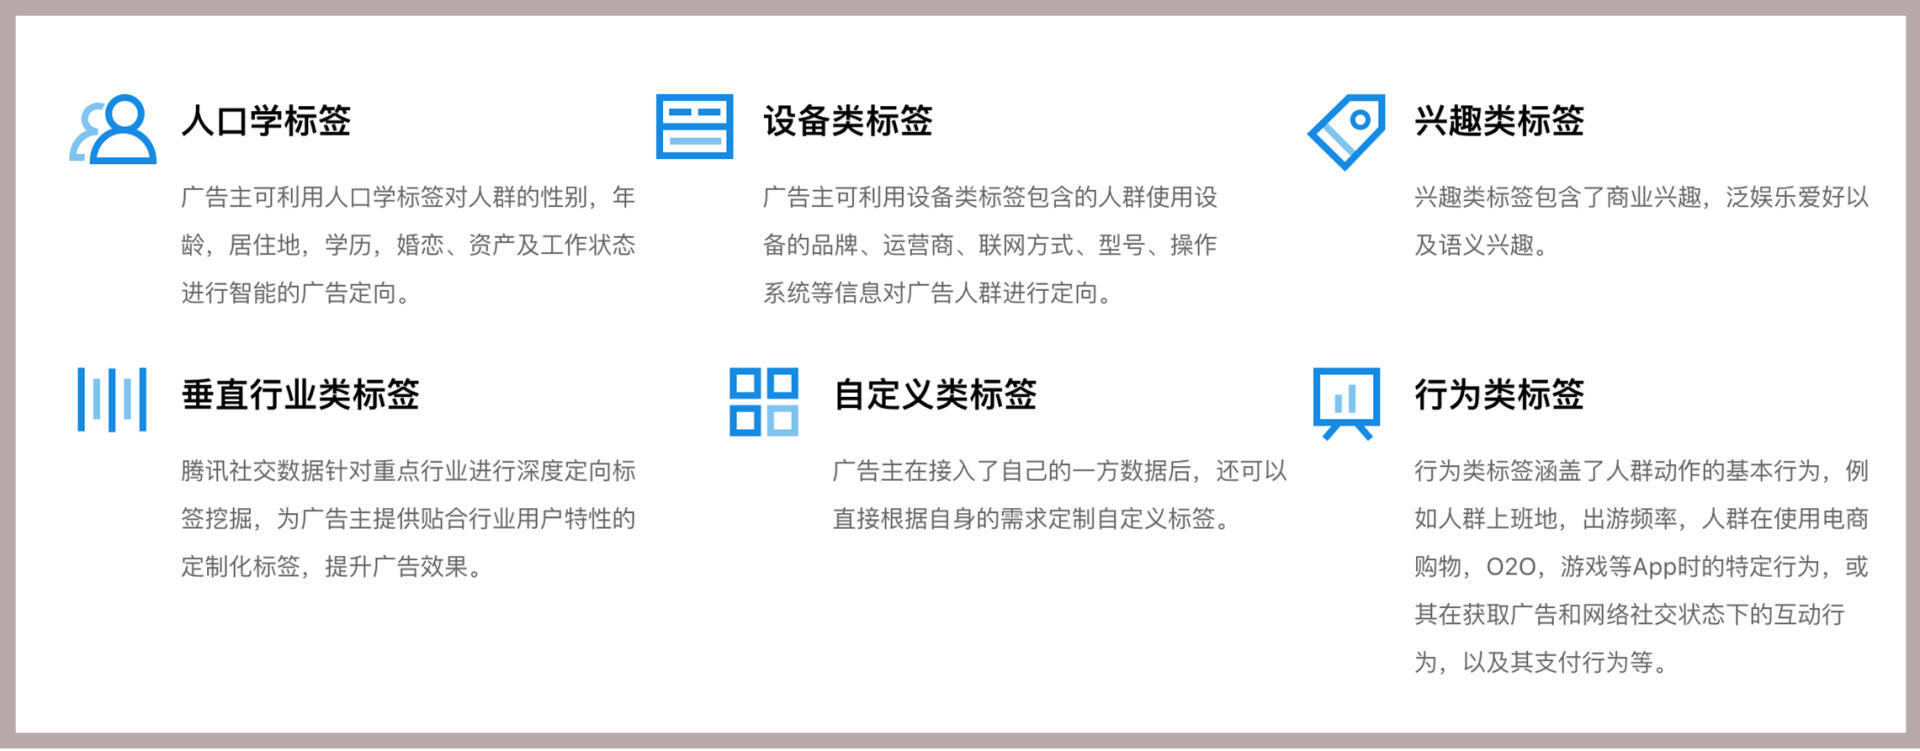 人口学标签
广告主可利用人口学标签对人群的性别，年
龄，居住地，学历，婚恋、资产及工作状态
进行智能的广告定向。
设备类标签
广告主可利用设备类标签包含的人群使用设
备的品牌、运营商、联网方式、型号、操作
系统等信息对广告人群进行定向。
兴趣类标签
兴趣类标签包含了商业兴趣，泛娱乐爱好以
及语义兴趣。
垂直行业类标签
腾讯社交数据针对重点行业进行深度定向标
签挖掘，为广告主提供贴合行业用户特性的
定制化标签，提升广告效果。
自定义类标签
广告主在接入了自己的一方数据后，还可以
直接根据自身的需求定制自定义标签。
行为类标签
行为类标签涵盖了人群动作的基本行为，例
如人群上班地，出游频率，人群在使用电商
购物，O2O，游戏等App时的特定行为，或
其在获取广告和网络社交状态下的互动行
为，以及其支付行为等。